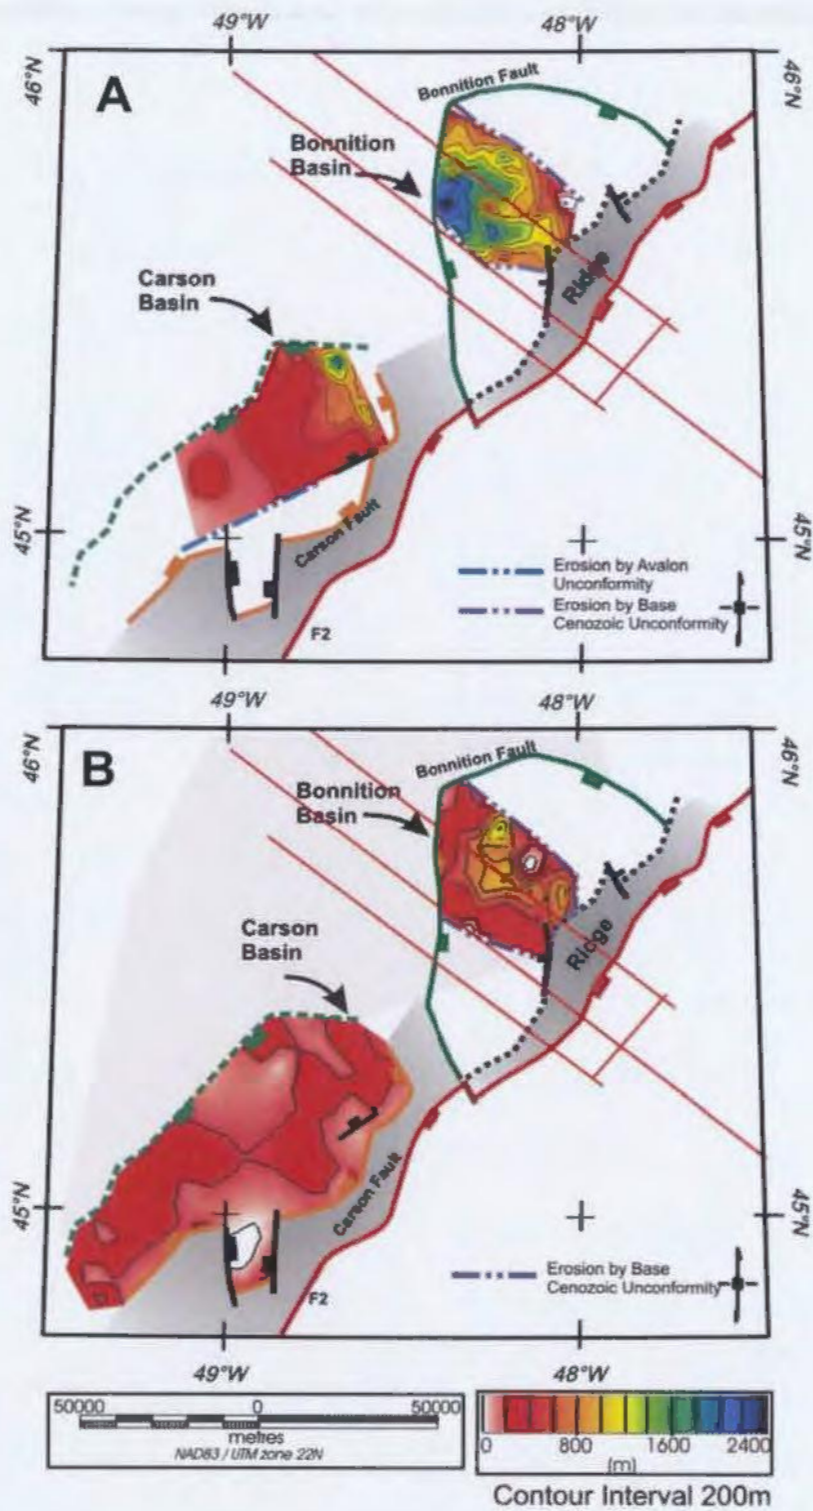 49°W
48°W
46°N
46°N
A
Bonnition Fault
Bonnition
Basin
Carson
Basin
Ridge
45°N
45°N
Carson Fault
Erosion by Avalon
Unconformity
Erosion by Base
Cenozoic Unconformity
F2
49°W
48°W
46°N
46°N
B
Bonnition Fault
Bonnition
Basin
Carson
Basin
Ridge
45°N
45°N
Carson Fault
Erosion by Base
Cenozoic Unconformity
F2
49°W
48°W
50000 0 50000
metres
NAD83 / UTM zone 22N
0 800 1600 2400
(m)
Contour Interval 200m